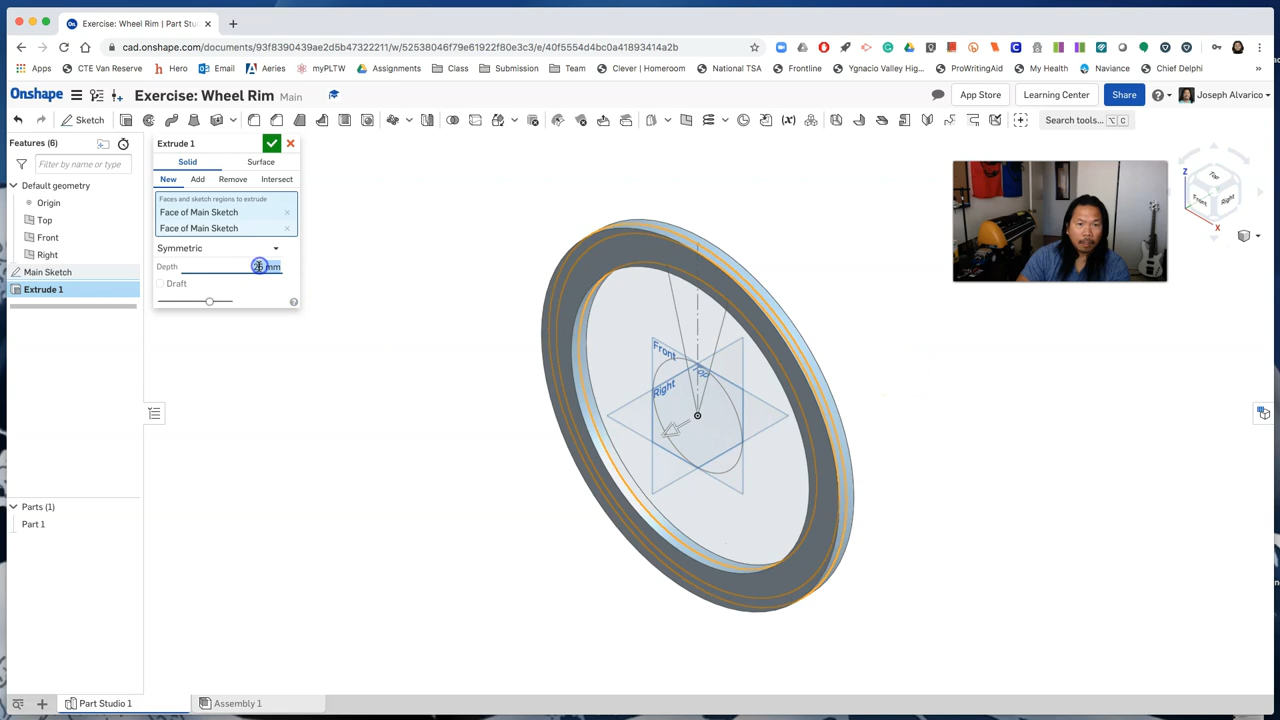 Exercise: Wheel Rim | Part Stu
cad.onshape.com/documents/93f8390439ae2d5b47322211/w/52538046f79e61922f80e3c3/e/40f5554d4bc0a41893414a2b
Apps CTE Van Reserve Hero Email Aeries myPLTW Assignments Class Submission Team Clever | Homeroom National TSA Frontline Ygnacio Valley Hig... ProWritingAid My Health Naviance Chief Delphi »
Onshape Exercise: Wheel Rim Main App Store Learning Center Share Joseph Alvarico
Sketch Search tools... ⌥ C
Features (6)
Filter by name or type
Default geometry
Origin
Top
Front
Right
Main Sketch
Extrude 1
Parts (1)
Part 1
Extrude 1
Solid Surface
New Add Remove Intersect
Faces and sketch regions to extrude
Face of Main Sketch
Face of Main Sketch
Symmetric
Depth mm
Draft
Front
Top
Right
Z
Top
Front
Right
X
Part Studio 1 Assembly 1